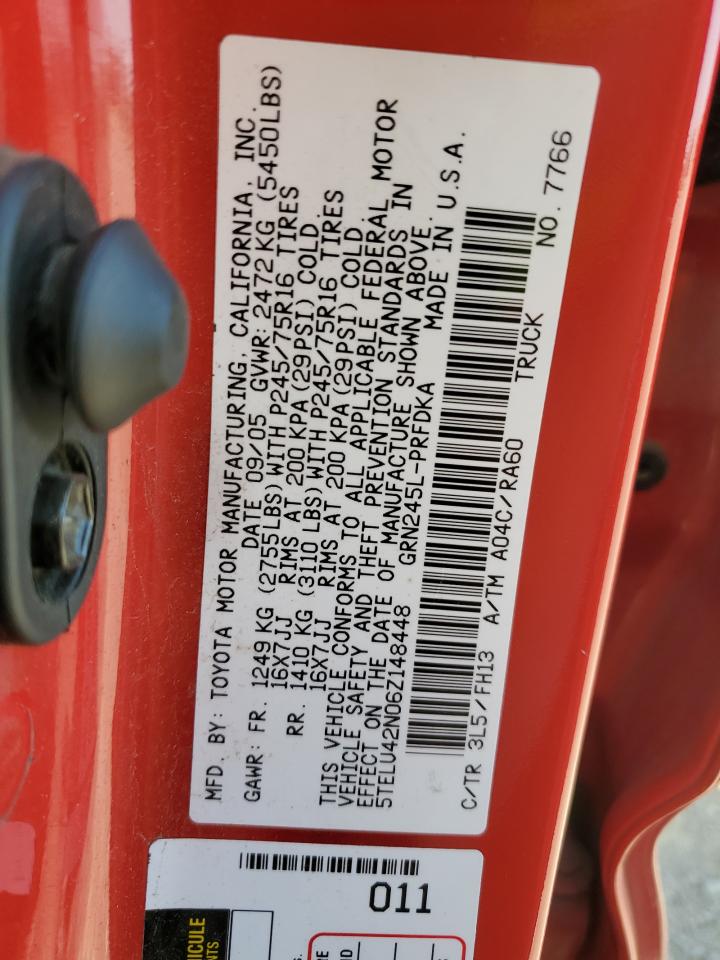 MFD. BY: TOYOTA MOTOR MANUFACTURING, CALIFORNIA, INC.
DATE 09/05 GVWR: 2472 KG (5450LBS)
GAWR: FR. 1249 KG (2755LBS) WITH P245/75R16 TIRES
16X7JJ RIMS AT 200 KPA (29PSI) COLD.
RR. 1410 KG (3110 LBS) WITH P245/75R16 TIRES
16X7JJ RIMS AT 200 KPA (29PSI) COLD.
THIS VEHICLE CONFORMS TO ALL APPLICABLE FEDERAL MOTOR
VEHICLE SAFETY AND THEFT PREVENTION STANDARDS IN
EFFECT ON THE DATE OF MANUFACTURE SHOWN ABOVE.
5TELU42N06Z148448 GRN245L-PRFDKA MADE IN U.S.A.
C/TR 3L5/FH13 A/TM A04C/RA60 TRUCK NO. 7766
011